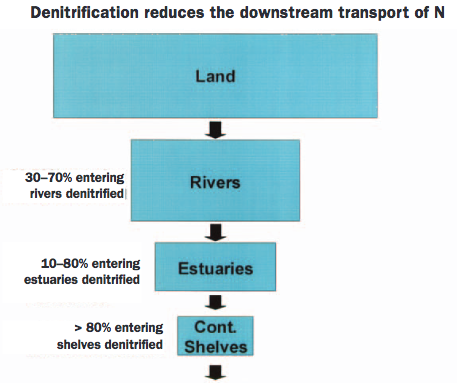 Denitrification reduces the downstream transport of N
Land
30–70% entering
rivers denitrified
Rivers
10–80% entering
estuaries denitrified
Estuaries
> 80% entering
shelves denitrified
Cont.
Shelves